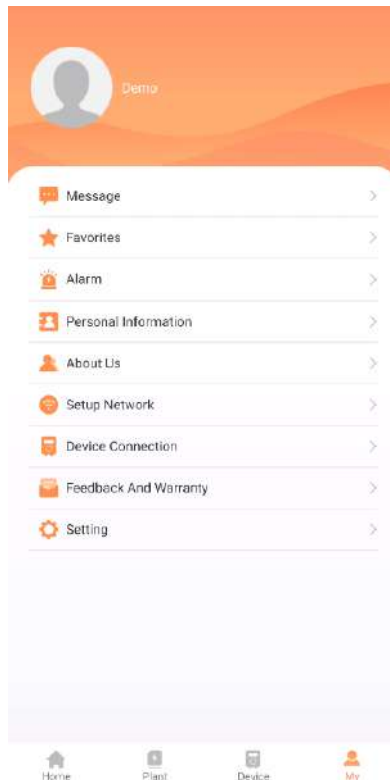 Demo
Message
Favorites
Alarm
Personal Information
About Us
Setup Network
Device Connection
Feedback And Warranty
Setting
Home Plant Device My